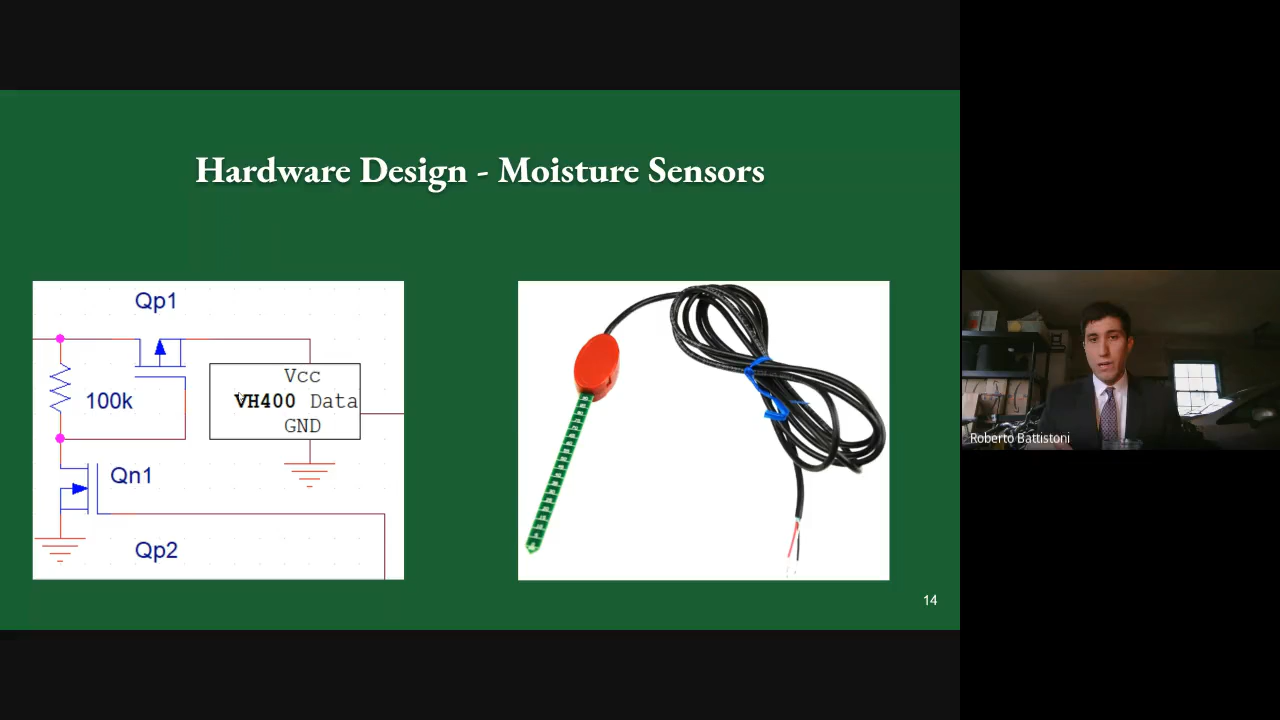 Hardware Design - Moisture Sensors
Qp1
100k
Vcc
VH400 Data
GND
Qn1
Qp2
14
Roberto Battistoni